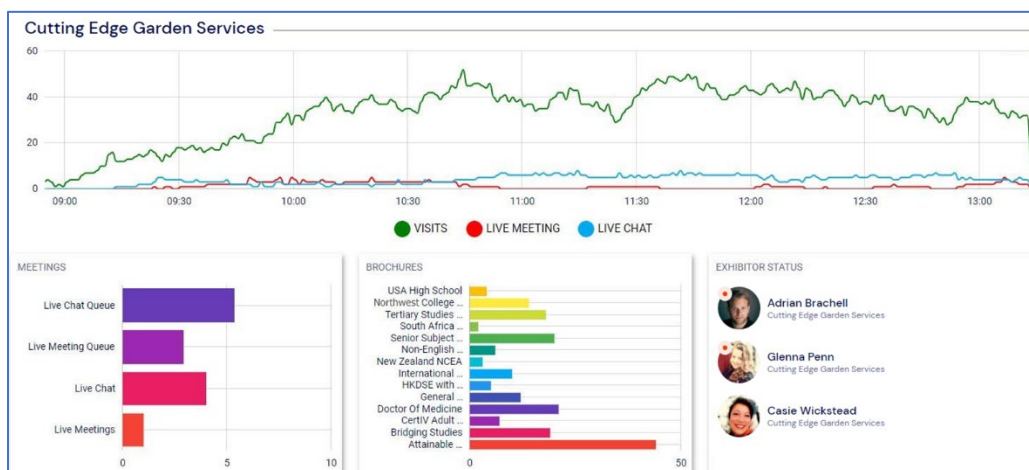 Cutting Edge Garden Services
60
40
20
0
09:00 09:30 10:00 10:30 11:00 11:30 12:00 12:30 13:00
VISITS LIVE MEETING LIVE CHAT
MEETINGS
Live Chat Queue
Live Meeting Queue
Live Chat
Live Meetings
0 5 10
BROCHURES
USA High School
Northwest College ...
Tertiary Studies ...
South Africa ...
Senior Subject ...
Non-English ...
New Zealand NCEA
International ...
HKDSE with ...
General ...
Doctor Of Medicine
CertIV Adult ...
Bridging Studies
Attainable ...
0 50
EXHIBITOR STATUS
Adrian Brachell
Cutting Edge Garden Services
Glenna Penn
Cutting Edge Garden Services
Casie Wickstead
Cutting Edge Garden Services